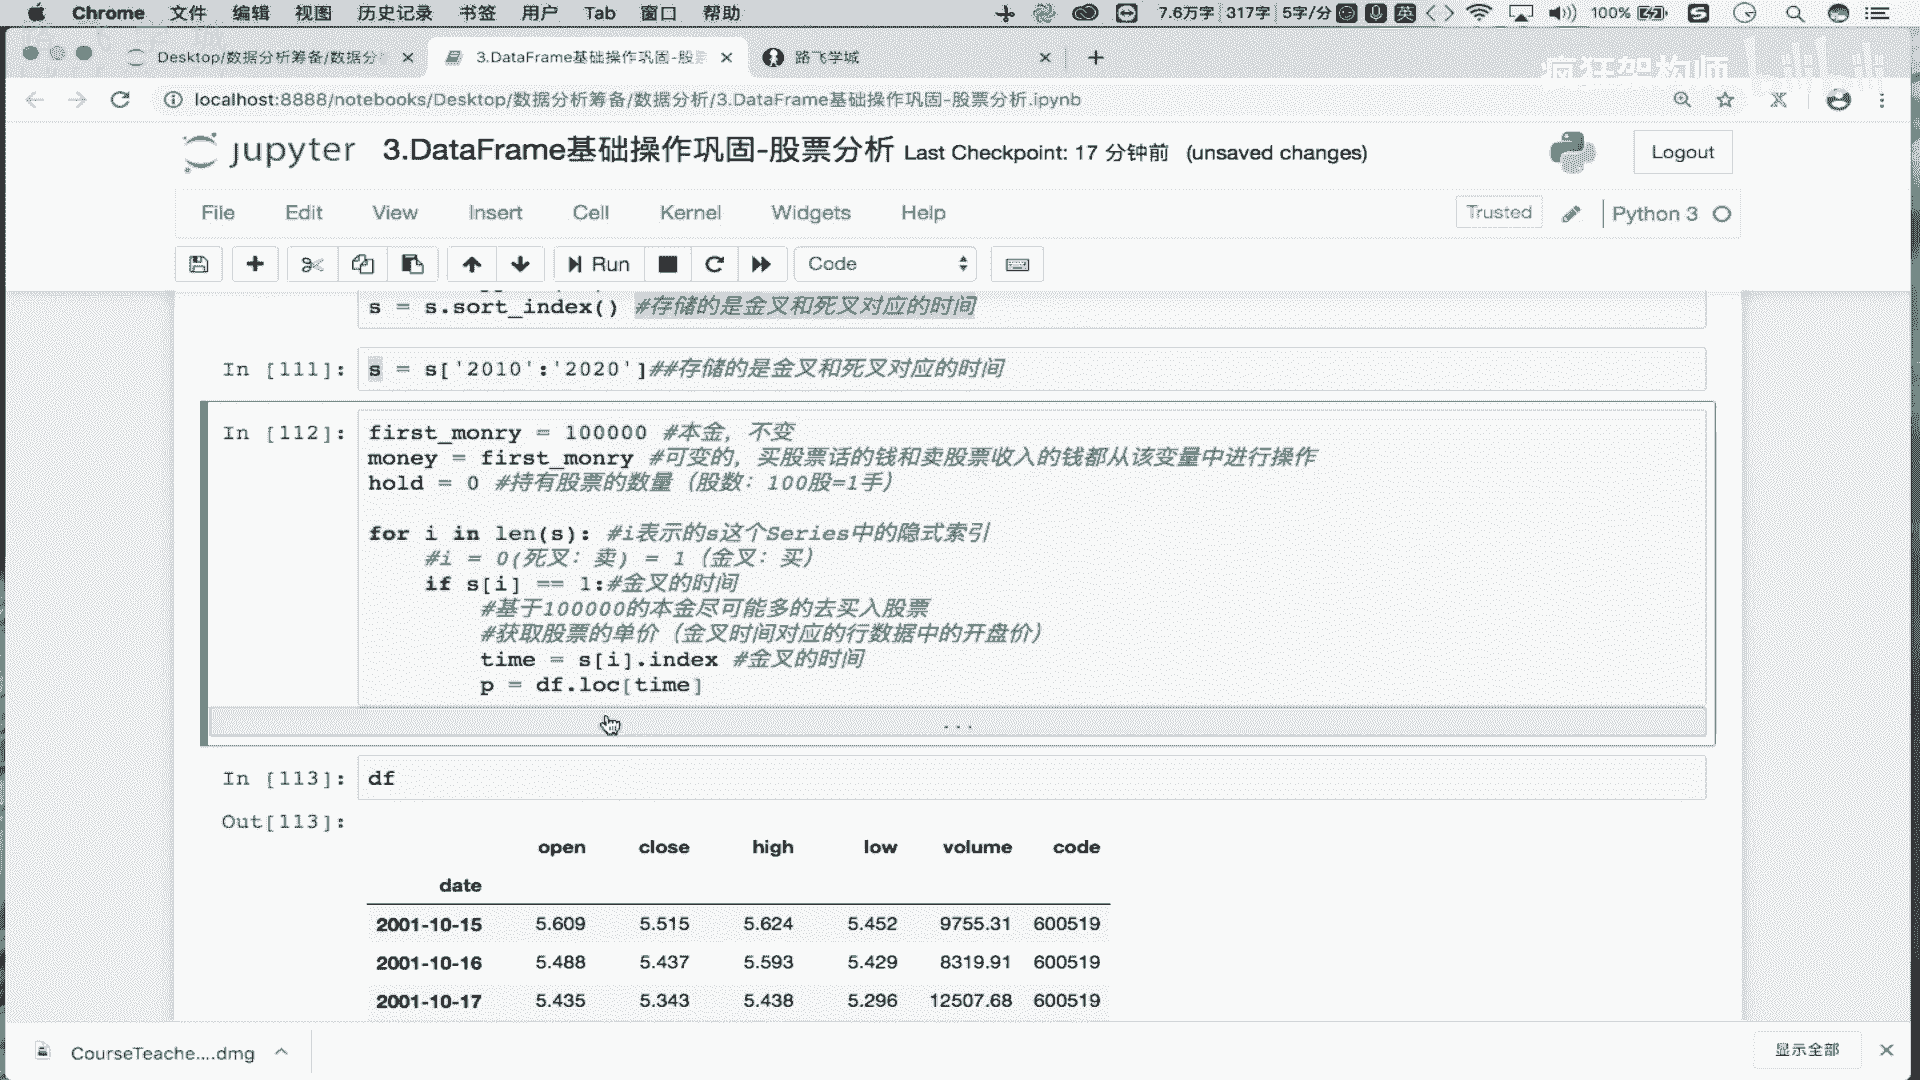 Chrome 文件 编辑 视图 历史记录 书签 用户 Tab 窗口 帮助 7.6万字 317字 5字/分 英 100%
Desktop/数据分析筹备/数据分 3.DataFrame基础操作巩固-股 路飞学城
疯狂架构师
localhost:8888/notebooks/Desktop/数据分析筹备/数据分析/3.DataFrame基础操作巩固-股票分析.ipynb
jupyter 3.DataFrame基础操作巩固-股票分析 Last Checkpoint: 17 分钟前 (unsaved changes) Logout
File Edit View Insert Cell Kernel Widgets Help Trusted Python 3
Run Code
s = s.sort_index() #存储的是金叉和死叉对应的时间
In [111]: s = s['2010':'2020']##存储的是金叉和死叉对应的时间
In [112]: first_monry = 100000 #本金，不变
money = first_monry #可变的，买股票话的钱和卖股票收入的钱都从该变量中进行操作
hold = 0 #持有股票的数量（股数：100股=1手）
for i in len(s): #i表示的s这个Series中的隐式索引
#i = 0(死叉：卖) = 1（金叉：买）
if s[i] == 1:#金叉的时间
#基于100000的本金尽可能多的去买入股票
#获取股票的单价（金叉时间对应的行数据中的开盘价）
time = s[i].index #金叉的时间
p = df.loc[time]
...
In [113]: df
Out[113]:
open close high low volume code
date
2001-10-15 5.609 5.515 5.624 5.452 9755.31 600519
2001-10-16 5.488 5.437 5.593 5.429 8319.91 600519
2001-10-17 5.435 5.343 5.438 5.296 12507.68 600519
CourseTeache....dmg 显示全部